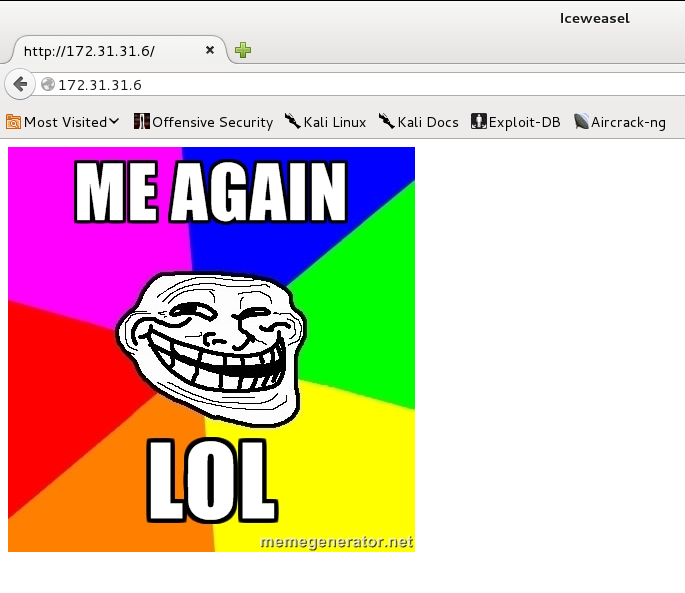 Iceweasel
http://172.31.31.6/
172.31.31.6
Most Visited Offensive Security Kali Linux Kali Docs Exploit-DB Aircrack-ng
ME AGAIN
LOL
memegenerator.net